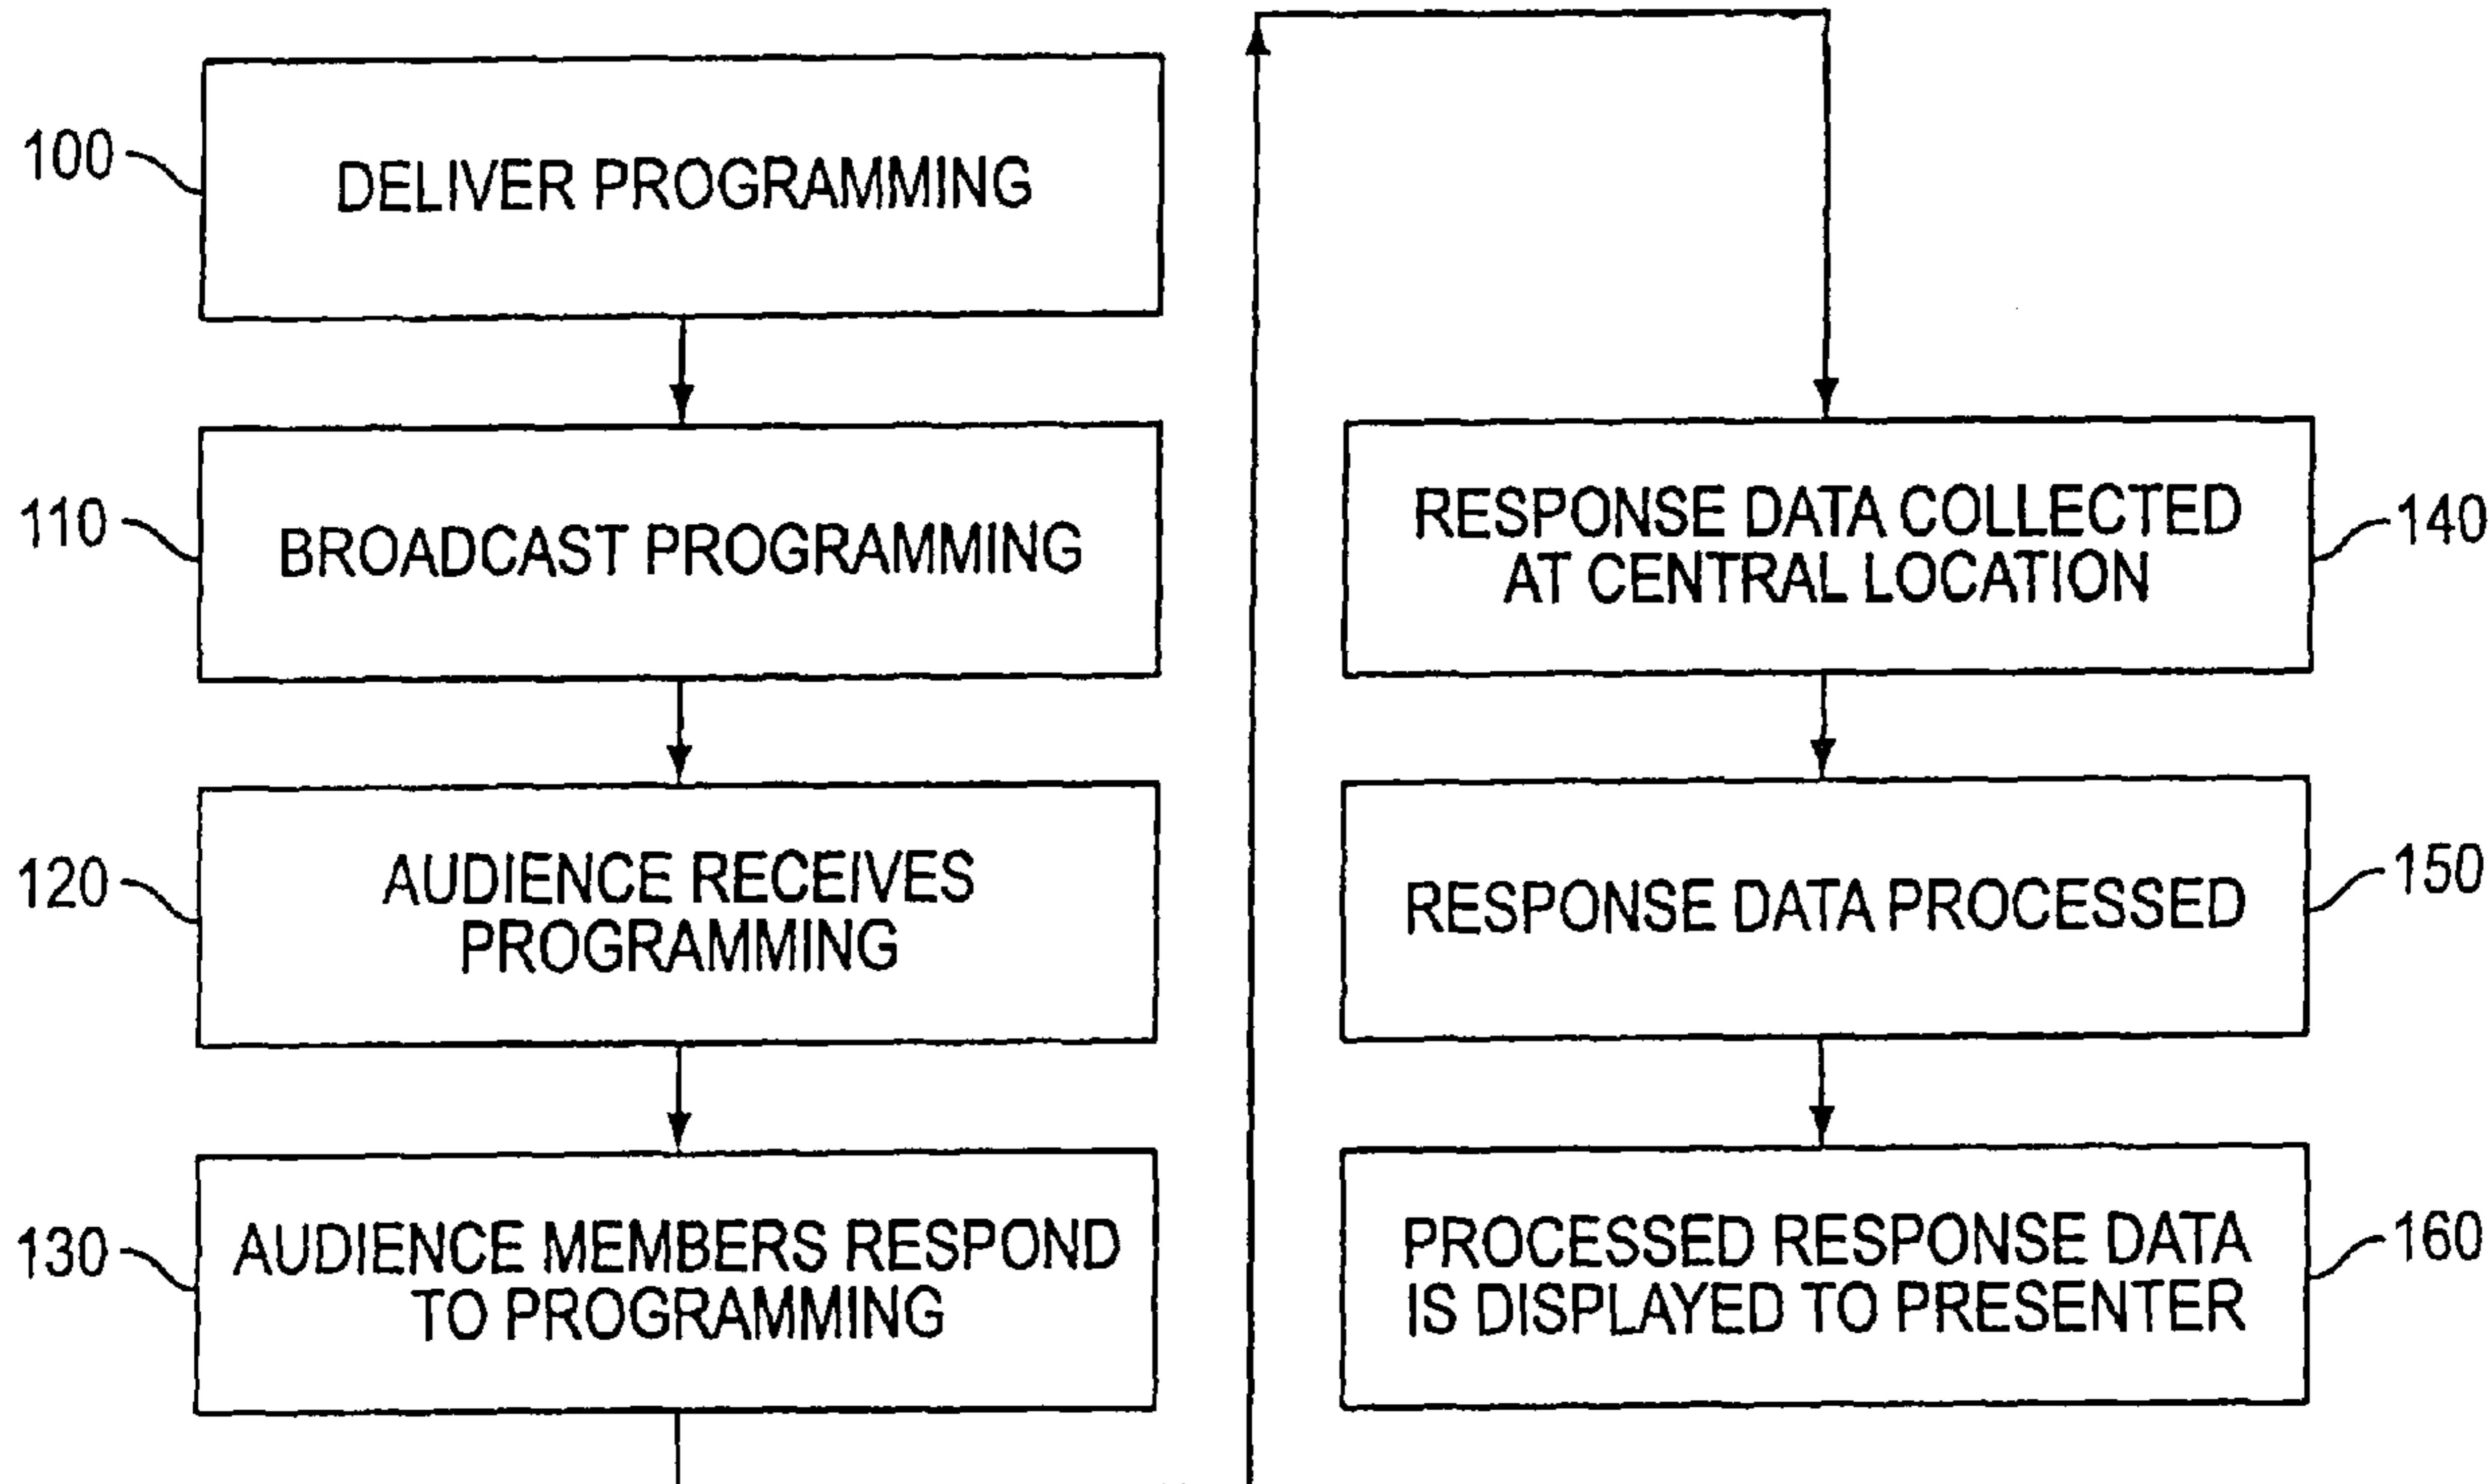 100
DELIVER PROGRAMMING
110
BROADCAST PROGRAMMING
120
AUDIENCE RECEIVES
PROGRAMMING
130
AUDIENCE MEMBERS RESPOND
TO PROGRAMMING
RESPONSE DATA COLLECTED
AT CENTRAL LOCATION
140
RESPONSE DATA PROCESSED
150
PROCESSED RESPONSE DATA
IS DISPLAYED TO PRESENTER
160